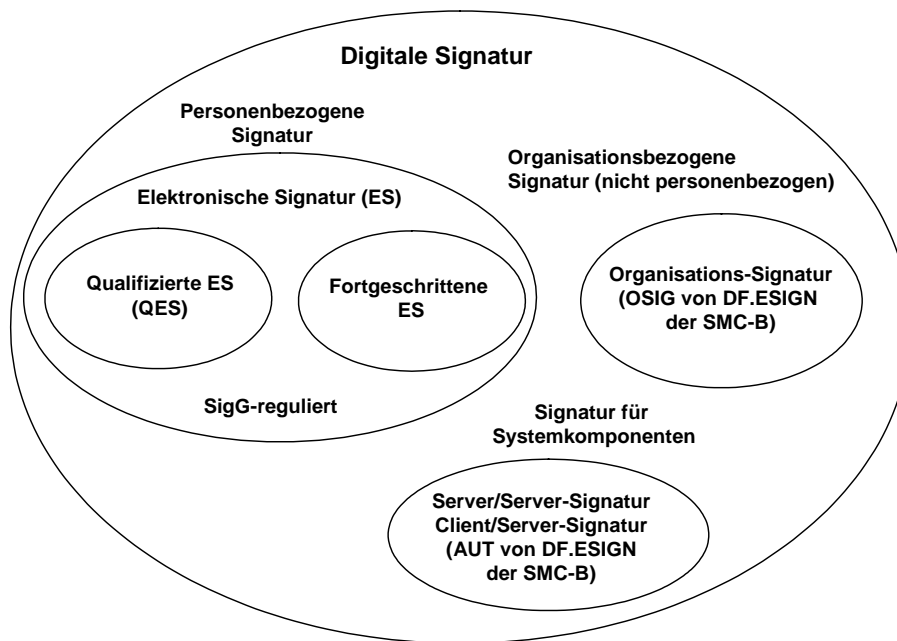 Digitale Signatur
Personenbezogene
Signatur
Organisationsbezogene
Signatur (nicht personenbezogen)
Elektronische Signatur (ES)
Qualifizierte ES
(QES)
Fortgeschrittene
ES
Organisations-Signatur
(OSIG von DF.ESIGN
der SMC-B)
SigG-reguliert
Signatur für
Systemkomponenten
Server/Server-Signatur
Client/Server-Signatur
(AUT von DF.ESIGN
der SMC-B)